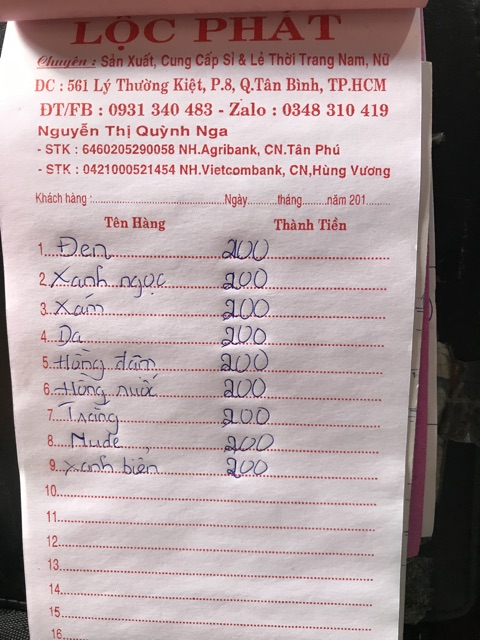 LỘC PHÁT
Chuyên : Sản Xuất, Cung Cấp Sỉ & Lẻ Thời Trang Nam, Nữ
DC : 561 Lý Thường Kiệt, P.8, Q.Tân Bình, TP.HCM
ĐT/FB : 0931 340 483 - Zalo : 0348 310 419
Nguyễn Thị Quỳnh Nga
- STK : 6460205290058 NH.Agribank, CN.Tân Phú
- STK : 0421000521454 NH.Vietcombank, CN,Hùng Vương
Khách hàng :..............................Ngày........tháng........năm 201........
Tên Hàng Thành Tiền
1. Đen 200
2. Xanh ngọc 200
3. Xám 200
4. Da 200
5. Hồng đậm 200
6. Hồng nuốc 200
7. Trắng 200
8. Nude 200
9. xanh biển 200
10.
11.
12.
13.
14.
15.
16